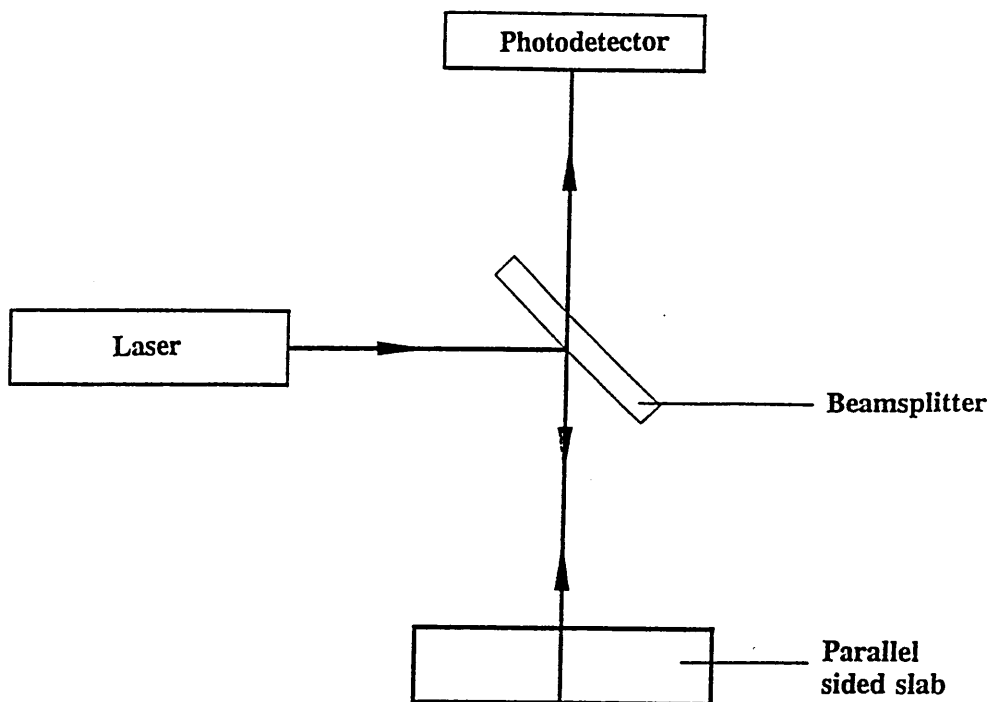 Photodetector
Laser
Beamsplitter
Parallel
sided slab